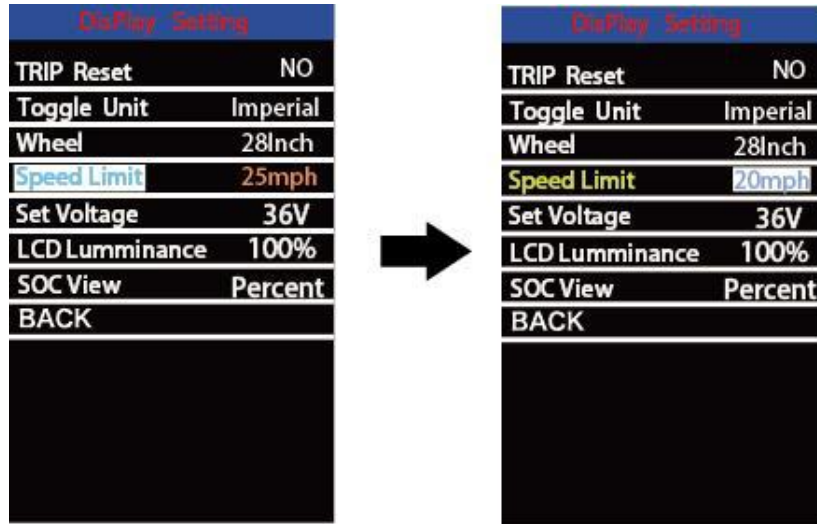 DisPlay Setting
TRIP Reset NO
Toggle Unit Imperial
Wheel 28Inch
Speed Limit 25mph
Set Voltage 36V
LCD Lumminance 100%
SOC View Percent
BACK
DisPlay Setting
TRIP Reset NO
Toggle Unit Imperial
Wheel 28Inch
Speed Limit 20mph
Set Voltage 36V
LCD Lumminance 100%
SOC View Percent
BACK